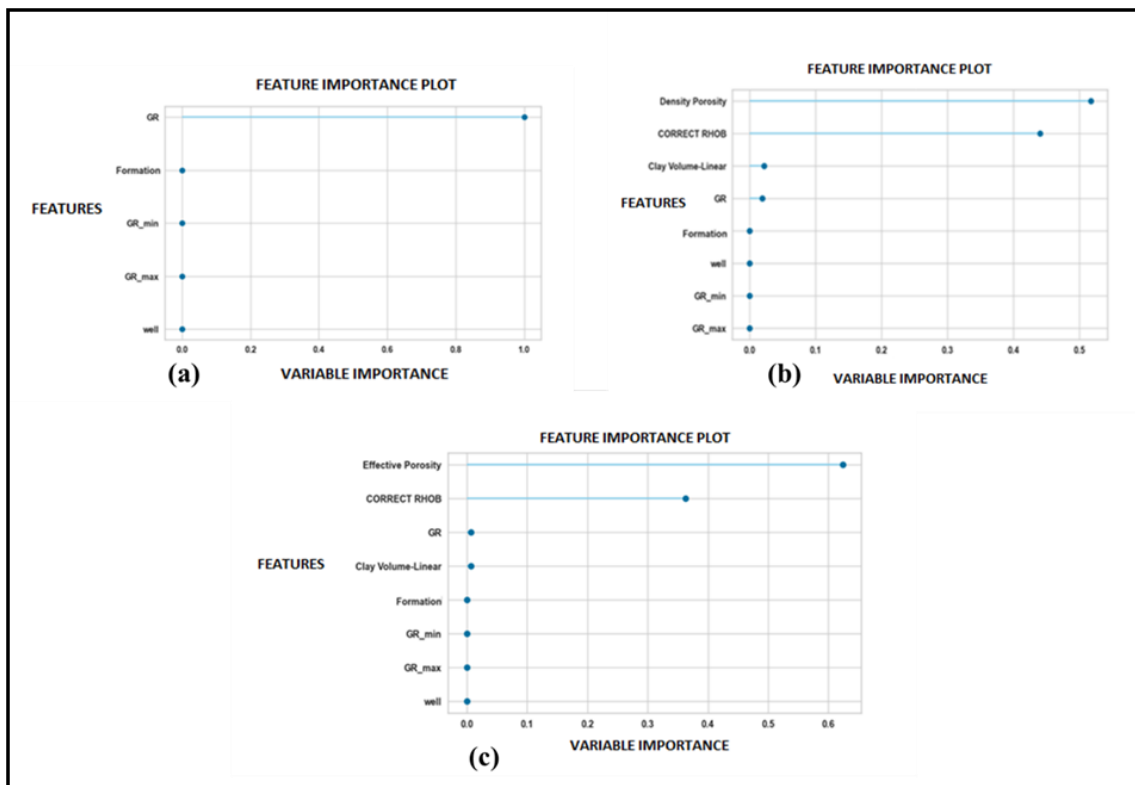 FEATURE IMPORTANCE PLOT
GR
Formation
FEATURES
GR_min
GR_max
well
0.0 0.2 0.4 0.6 0.8 1.0
(a)
VARIABLE IMPORTANCE
FEATURE IMPORTANCE PLOT
Density Porosity
CORRECT RHOB
Clay Volume-Linear
GR
FEATURES
Formation
well
GR_min
GR_max
0.0 0.1 0.2 0.3 0.4 0.5
(b)
VARIABLE IMPORTANCE
FEATURE IMPORTANCE PLOT
Effective Porosity
CORRECT RHOB
GR
FEATURES
Clay Volume-Linear
Formation
GR_min
GR_max
well
0.0 0.1 0.2 0.3 0.4 0.5 0.6
(c)
VARIABLE IMPORTANCE